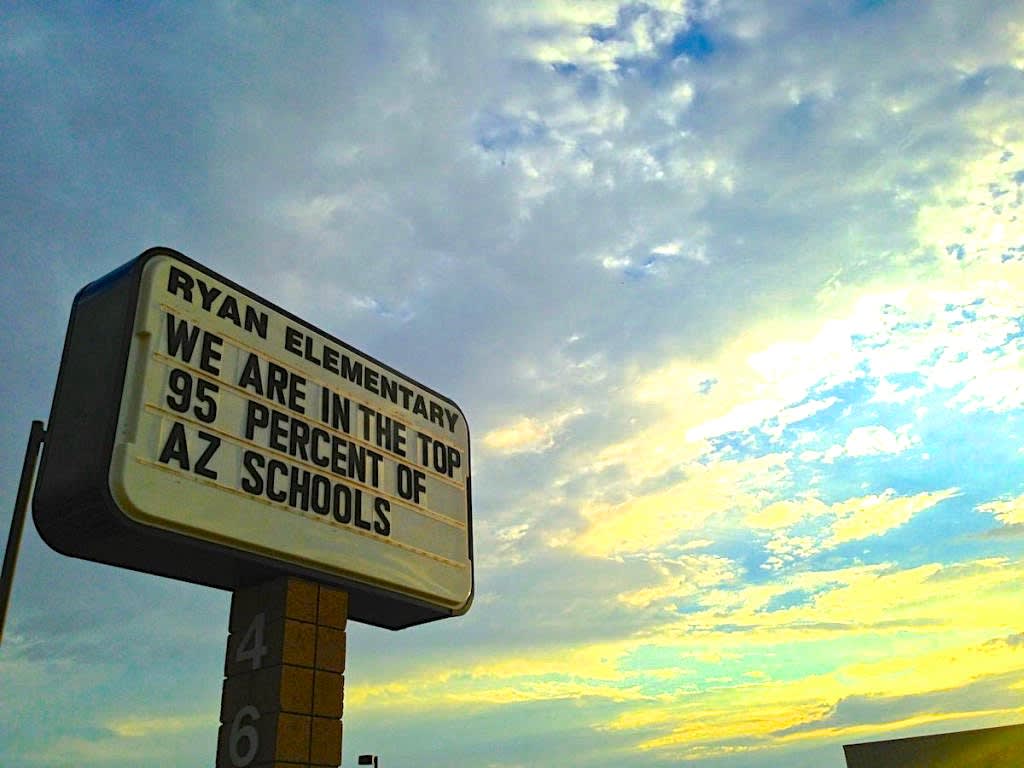 RYAN ELEMENTARY
WE ARE IN THE TOP
95 PERCENT OF
AZ SCHOOLS
4
6